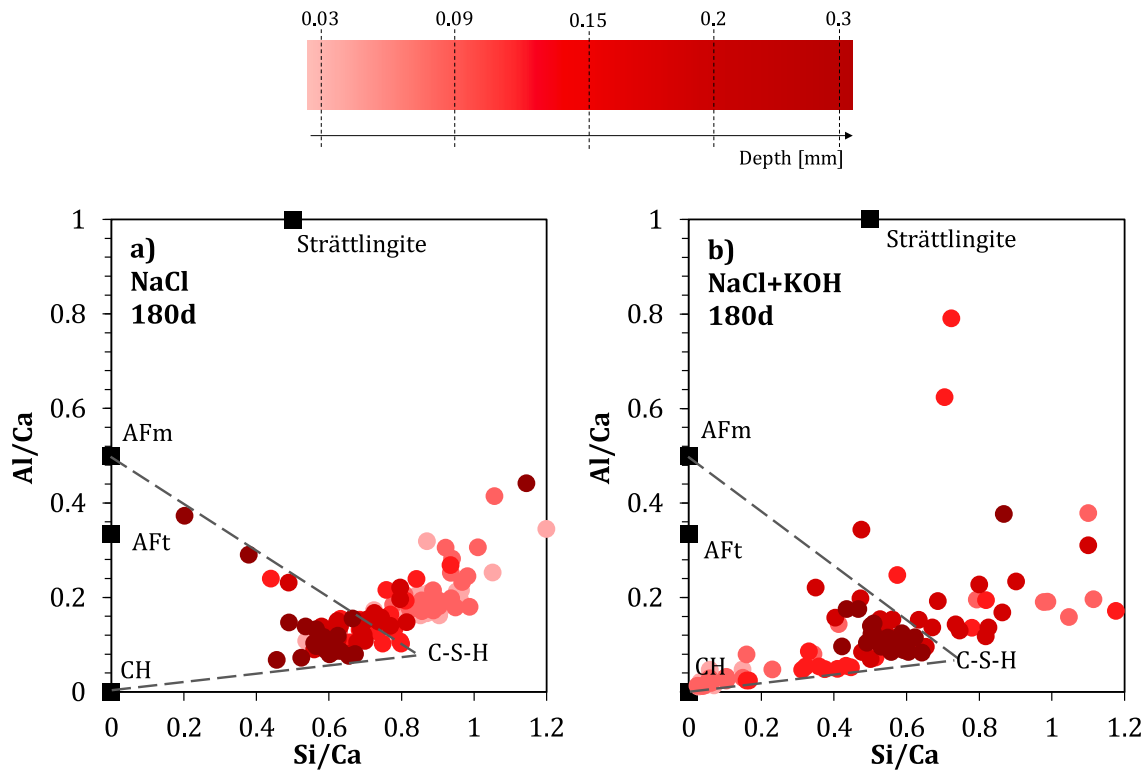 0.03 0.09 0.15 0.2 0.3
Depth [mm]
1
0.8
0.6
0.4
0.2
0
0 0.2 0.4 0.6 0.8 1 1.2
Al/Ca
Si/Ca
a)
NaCl
180d
Strättlingite
AFm
AFt
CH
C-S-H
1
0.8
0.6
0.4
0.2
0
0 0.2 0.4 0.6 0.8 1 1.2
Al/Ca
Si/Ca
b)
NaCl+KOH
180d
Strättlingite
AFm
AFt
CH
C-S-H